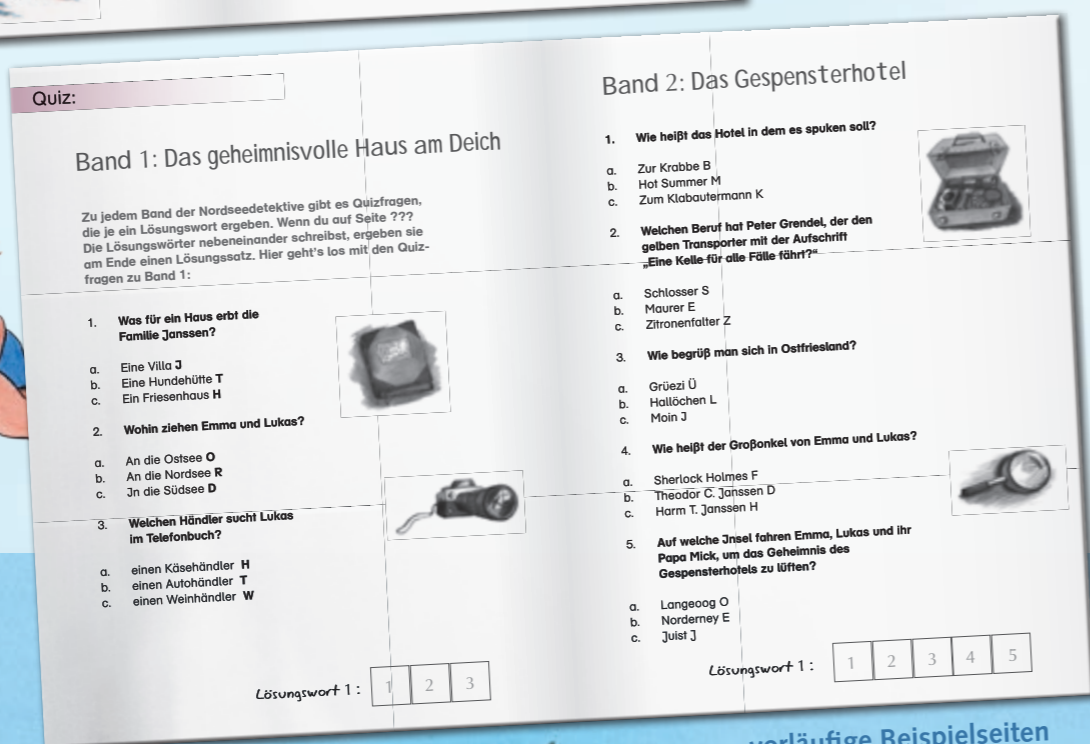 Quiz:
Band 1: Das geheimnisvolle Haus am Deich
Zu jedem Band der Nordseedetektive gibt es Quizfragen,
die je ein Lösungswort ergeben. Wenn du auf Seite ???
Die Lösungswörter nebeneinander schreibst, ergeben sie
am Ende einen Lösungssatz. Hier geht's los mit den Quiz-
fragen zu Band 1:
1. Was für ein Haus erbt die
Familie Janssen?
a. Eine Villa J
b. Eine Hundehütte T
c. Ein Friesenhaus H
2. Wohin ziehen Emma und Lukas?
a. An die Ostsee O
b. An die Nordsee R
c. Jn die Südsee D
3. Welchen Händler sucht Lukas
im Telefonbuch?
a. einen Käsehändler H
b. einen Autohändler T
c. einen Weinhändler W
Lösungswort 1 : 1 2 3
Band 2: Das Gespensterhotel
1. Wie heißt das Hotel in dem es spuken soll?
a. Zur Krabbe B
b. Hot Summer M
c. Zum Klabautermann K
2. Welchen Beruf hat Peter Grendel, der den
gelben Transporter mit der Aufschrift
„Eine Kelle für alle Fälle fährt?“
a. Schlosser S
b. Maurer E
c. Zitronenfalter Z
3. Wie begrüß man sich in Ostfriesland?
a. Grüezi Ü
b. Hallöchen L
c. Moin J
4. Wie heißt der Großonkel von Emma und Lukas?
a. Sherlock Holmes F
b. Theodor C. Janssen D
c. Harm T. Janssen H
5. Auf welche Jnsel fahren Emma, Lukas und ihr
Papa Mick, um das Geheimnis des
Gespensterhotels zu lüften?
a. Langeoog O
b. Norderney E
c. Juist J
Lösungswort 1 : 1 2 3 4 5
vorläufige Beispielseiten